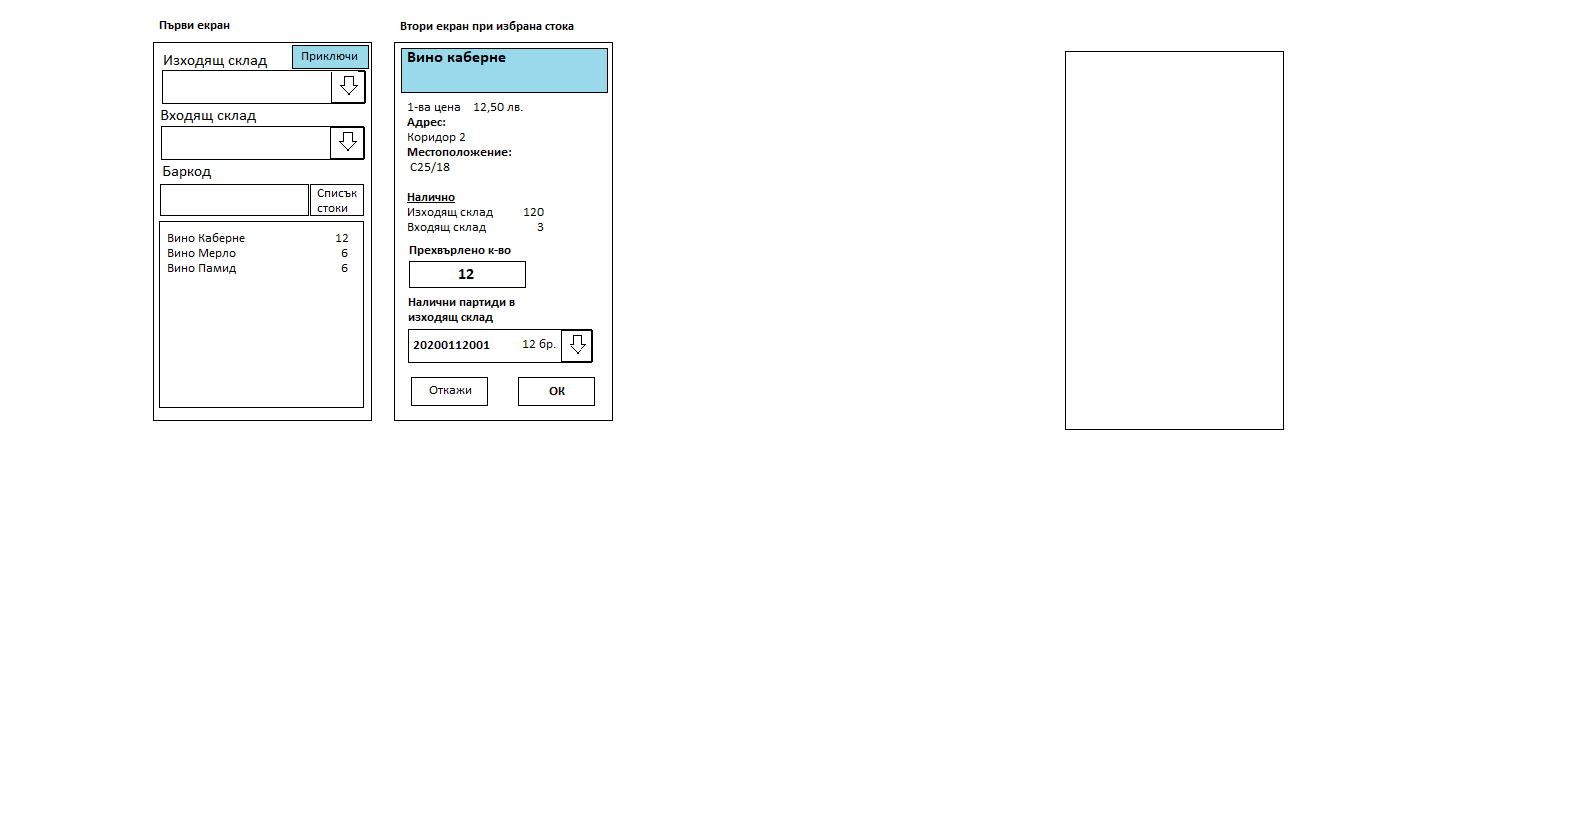 Първи екран
Изходящ склад
Приключи
Входящ склад
Баркод
Списък
стоки
Вино Каберне 12
Вино Мерло 6
Вино Памид 6
Втори екран при избрана стока
Вино каберне
1-ва цена 12,50 лв.
Адрес:
Коридор 2
Местоположение:
С25/18
Налично
Изходящ склад 120
Входящ склад 3
Прехвърлено к-во
12
Налични партиди в
изходящ склад
20200112001 12 бр.
Откажи
ОК